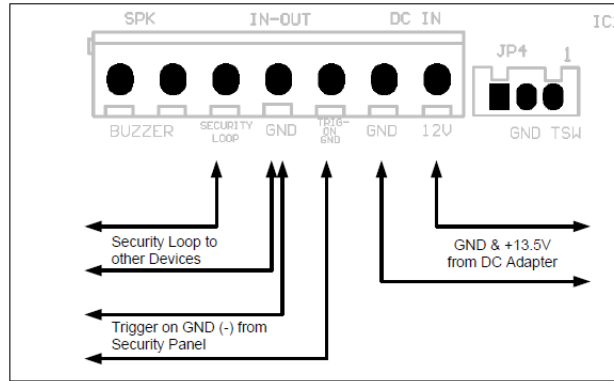 SPK IN-OUT DC IN
JP4 1
BUZZER SECURITY LOOP GND TRIG-ON GND GND 12V GND TSW
Security Loop to
other Devices
GND & +13.5V
from DC Adapter
Trigger on GND (-) from
Security Panel